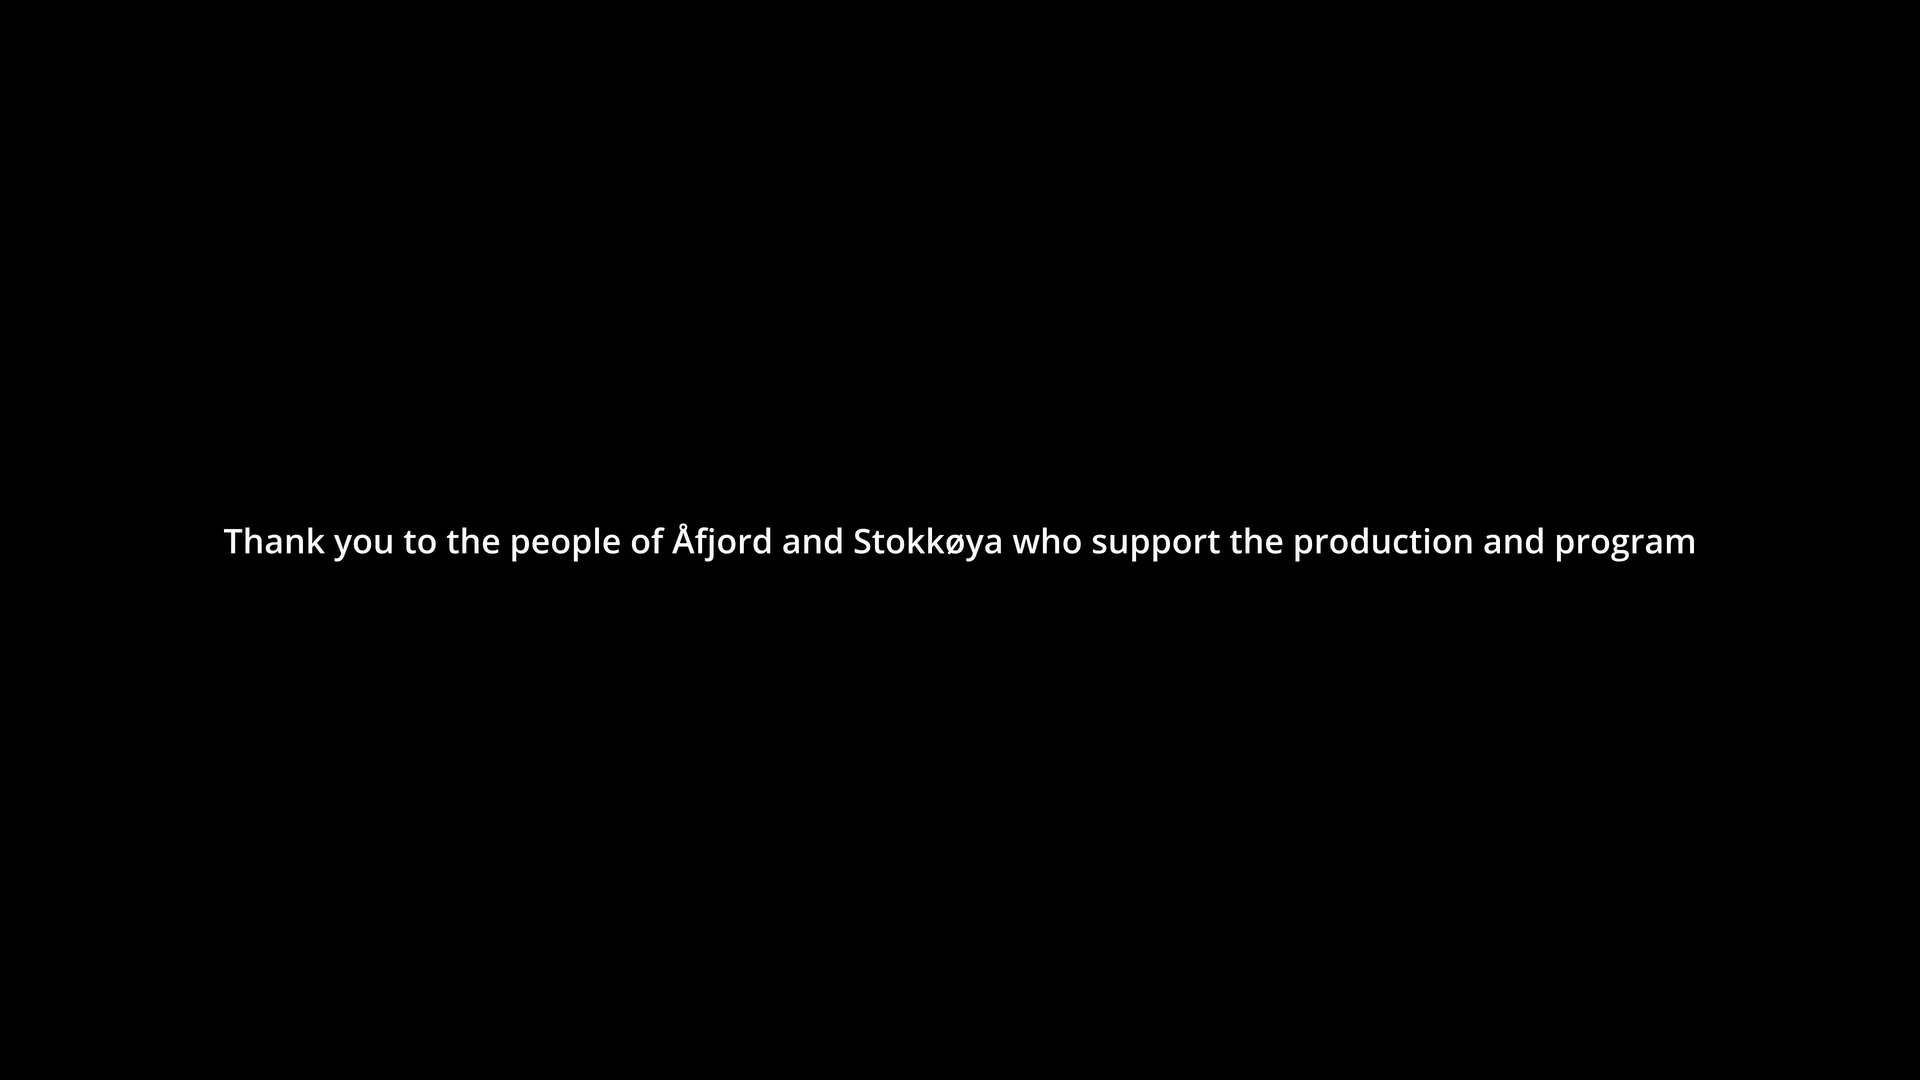 Thank you to the people of Åfjord and Stokkøya who support the production and program